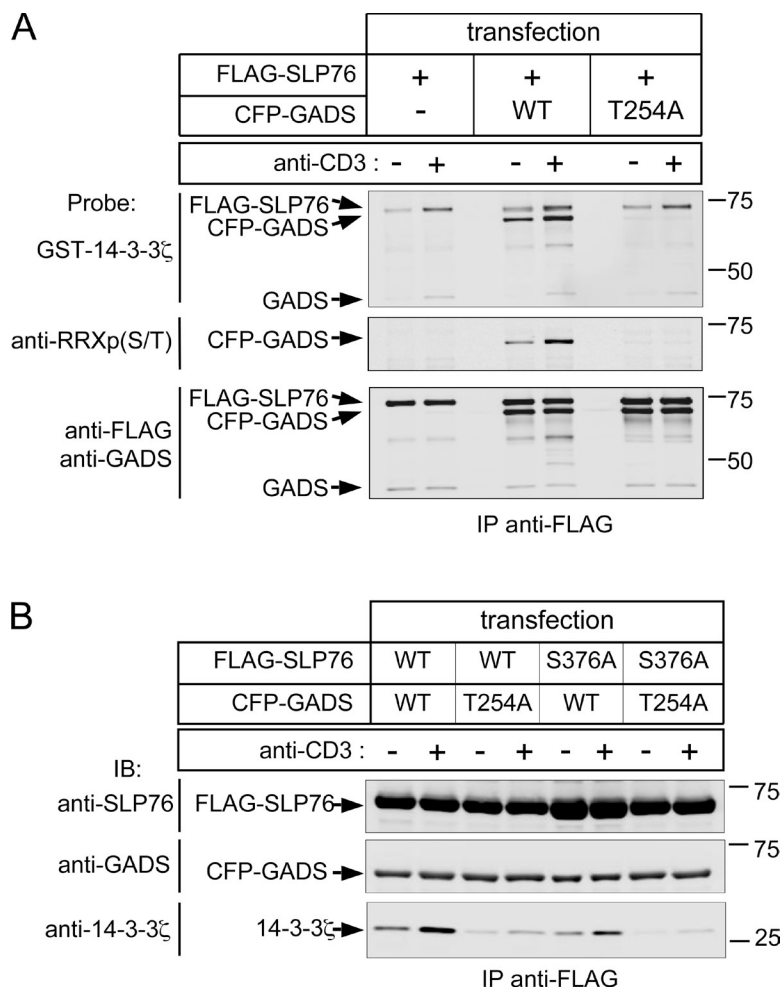 A
transfection
FLAG-SLP76 + + +
CFP-GADS - WT T254A
anti-CD3 : - + - + - +
Probe:
GST-14-3-3ζ
FLAG-SLP76
CFP-GADS
GADS
75
50
anti-RRXp(S/T)
CFP-GADS
75
anti-FLAG
anti-GADS
FLAG-SLP76
CFP-GADS
GADS
75
50
IP anti-FLAG
B
transfection
FLAG-SLP76 WT WT S376A S376A
CFP-GADS WT T254A WT T254A
anti-CD3 : - + - + - + - +
IB:
anti-SLP76 FLAG-SLP76 75
anti-GADS CFP-GADS 75
anti-14-3-3ζ 14-3-3ζ 25
IP anti-FLAG